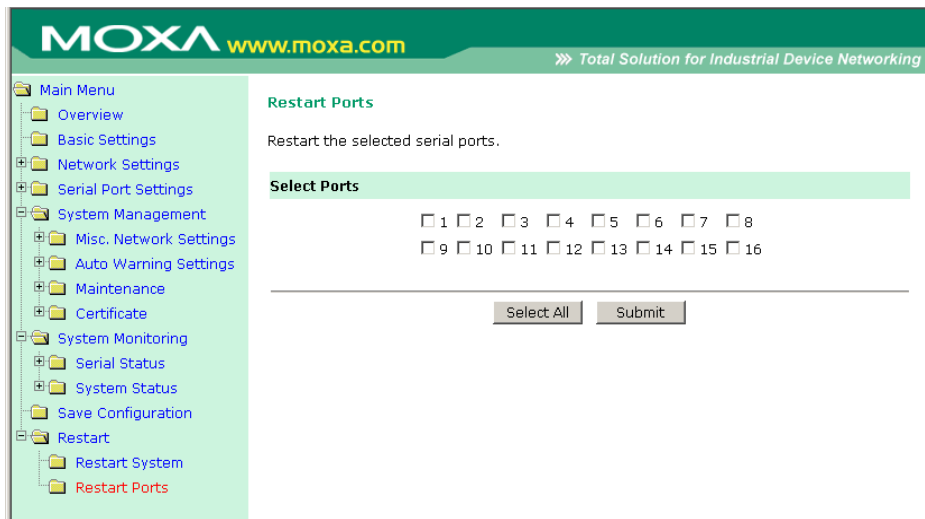 MOXA www.moxa.com
Total Solution for Industrial Device Networking
Main Menu
Overview
Basic Settings
Network Settings
Serial Port Settings
System Management
Misc. Network Settings
Auto Warning Settings
Maintenance
Certificate
System Monitoring
Serial Status
System Status
Save Configuration
Restart
Restart System
Restart Ports
Restart Ports
Restart the selected serial ports.
Select Ports
1 2 3 4 5 6 7 8
9 10 11 12 13 14 15 16
Select All Submit